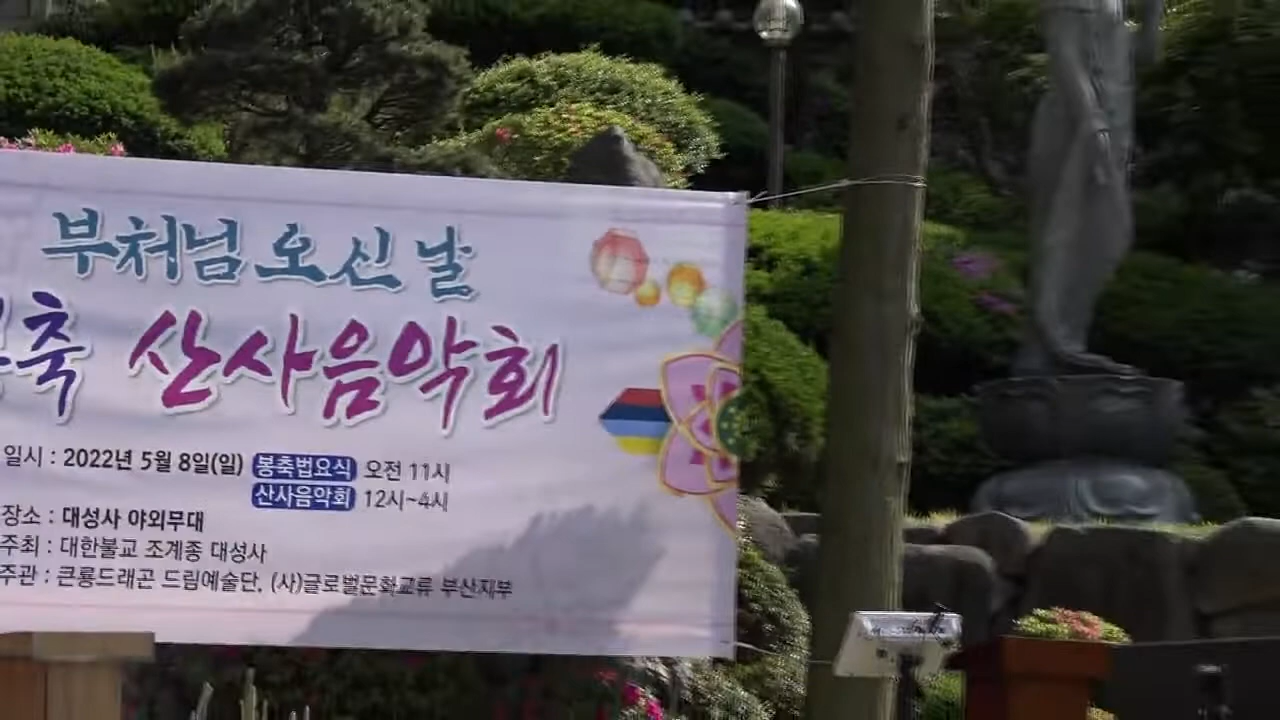 부처님 오신 날
축 산사음악회
일시 : 2022년 5월 8일(일) 봉축법요식 오전 11시
산사음악회 12시~4시
장소 : 대성사 야외무대
주최 : 대한불교 조계종 대성사
주관 : 큰룡드래곤 드림예술단, (사)글로벌문화교류 부산지부